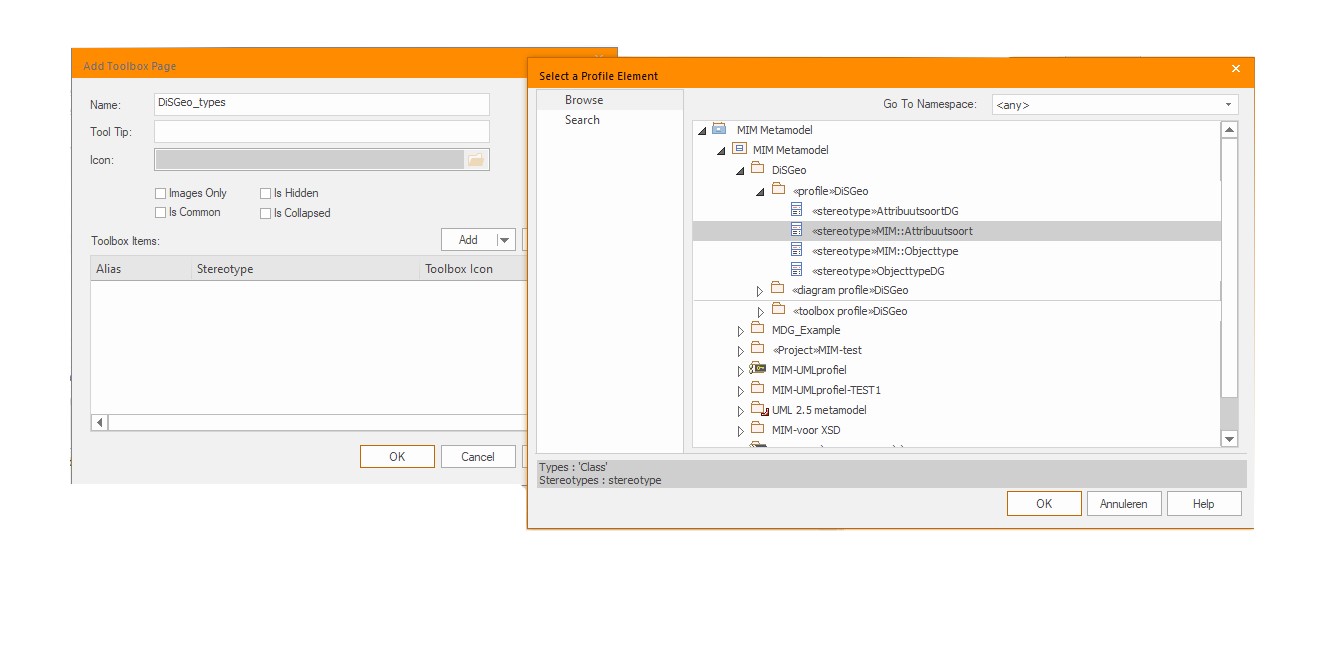 Add Toolbox Page
Name: DiSGeo_types
Tool Tip:
Icon:
Images Only Is Hidden
Is Common Is Collapsed
Toolbox Items: Add
Alias Stereotype Toolbox Icon
OK Cancel
Select a Profile Element
Browse
Search
Go To Namespace: <any>
MIM Metamodel
MIM Metamodel
DiSGeo
«profile»DiSGeo
«stereotype»AttribuutsoortDG
«stereotype»MIM::Attribuutsoort
«stereotype»MIM::Objecttype
«stereotype»ObjecttypeDG
«diagram profile»DiSGeo
«toolbox profile»DiSGeo
MDG_Example
«Project»MIM-test
MIM-UMLprofiel
MIM-UMLprofiel-TEST1
UML 2.5 metamodel
MIM-voor XSD
Types : 'Class'
Stereotypes : stereotype
OK Annuleren Help